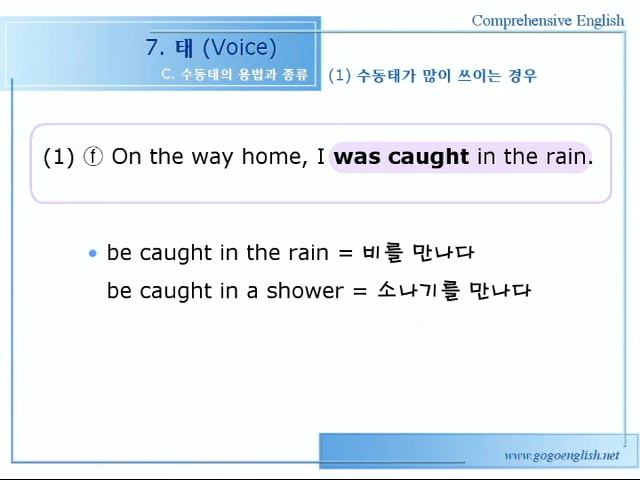 Comprehensive English
7. 태 (Voice)
C. 수동태의 용법과 종류
(1) 수동태가 많이 쓰이는 경우
(1) ⓕ On the way home, I was caught in the rain.
• be caught in the rain = 비를 만나다
be caught in a shower = 소나기를 만나다
www.gogoenglish.net